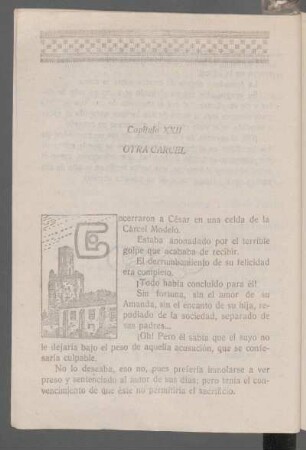 Capítulo XXII
OTRA CARCEL
Encerraron a César en una celda de la
Cárcel Modelo.
Estaba anonadado por el terrible
golpe que acababa de recibir.
El derrumbamiento de su felicidad
era completo.
¡Todo había concluído para él!
Sin fortuna, sin el amor de su
Amanda, sin el encanto de su hija, re-
pudiado de la sociedad, separado de
sus padres...
¡Oh! Pero él sabía que el suyo no
le dejaría bajo el peso de aquella acusación, que se confe-
saría culpable.
No lo deseaba, eso no, pues prefería inmolarse a ver
preso y sentenciado al autor de sus días; pero tenía el con-
vencimiento de que éste no permitiría el sacrificio.